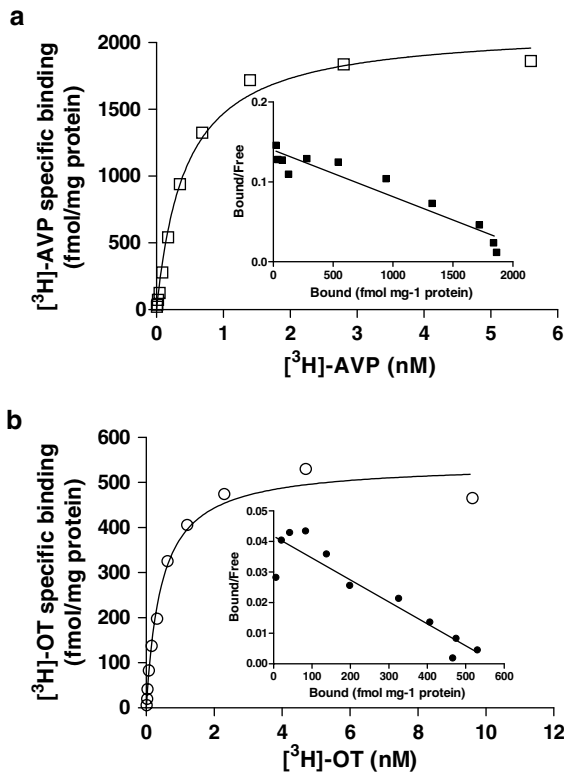 a
[³H]-AVP specific binding
(fmol/mg protein)
2000
1500
1000
500
0
0 1 2 3 4 5 6
[³H]-AVP (nM)
Bound/Free
0.2
0.1
0.0
0 500 1000 1500 2000
Bound (fmol mg-1 protein)
b
[³H]-OT specific binding
(fmol/mg protein)
600
500
400
300
200
100
0
0 2 4 6 8 10 12
[³H]-OT (nM)
Bound/Free
0.05
0.04
0.03
0.02
0.01
0.00
0 100 200 300 400 500 600
Bound (fmol mg-1 protein)